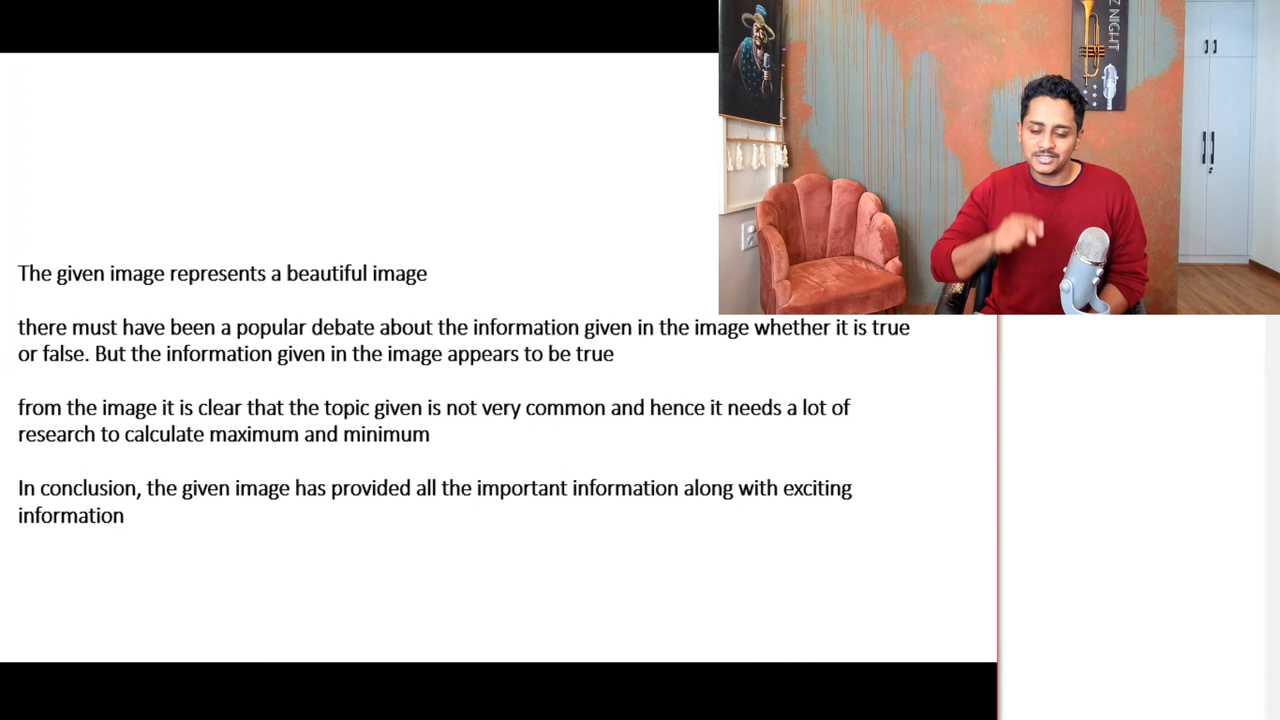 Z NIGHT
The given image represents a beautiful image
there must have been a popular debate about the information given in the image whether it is true
or false. But the information given in the image appears to be true
from the image it is clear that the topic given is not very common and hence it needs a lot of
research to calculate maximum and minimum
In conclusion, the given image has provided all the important information along with exciting
information